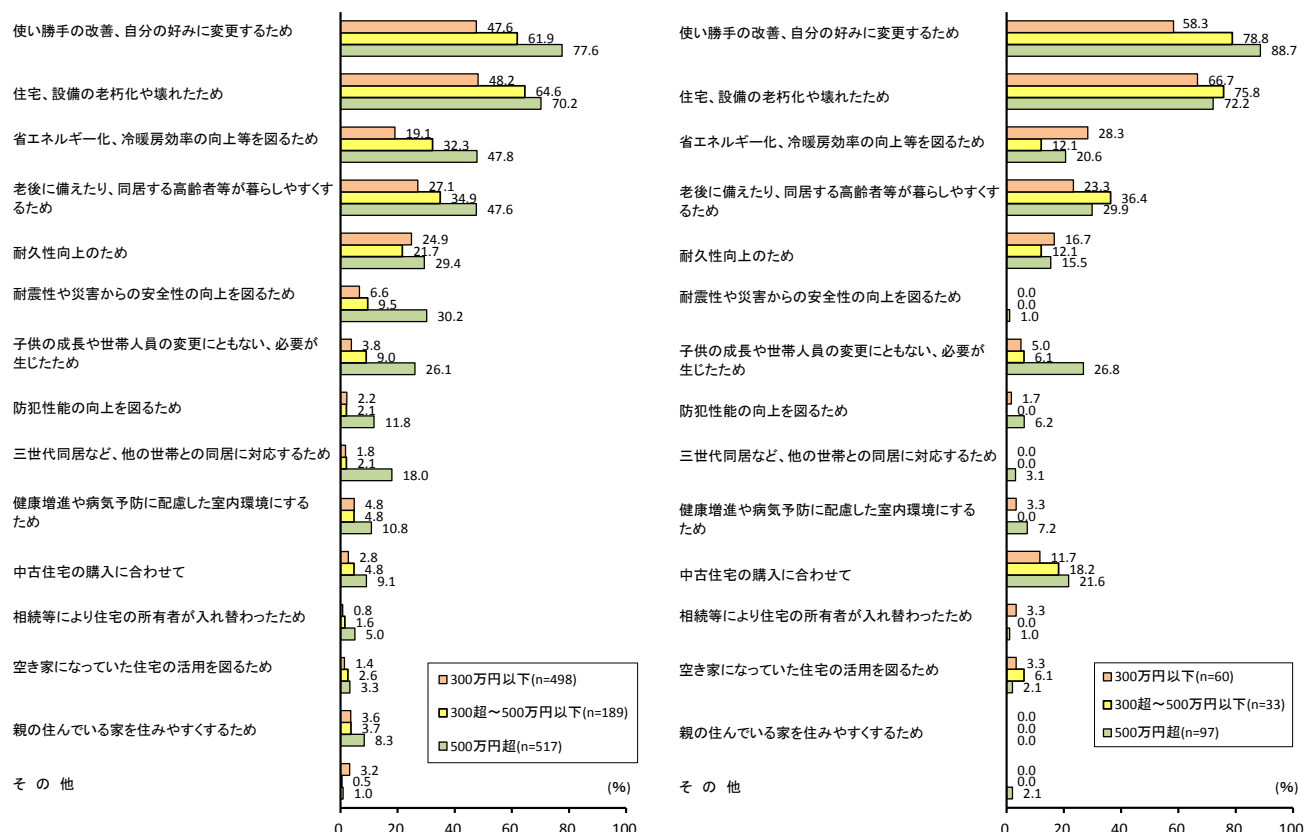 使い勝手の改善、自分の好みに変更するため
47.6
61.9
77.6
住宅、設備の老朽化や壊れたため
48.2
64.6
70.2
省エネルギー化、冷暖房効率の向上等を図るため
19.1
32.3
47.8
老後に備えたり、同居する高齢者等が暮らしやすくす
るため
27.1
34.9
47.6
耐久性向上のため
24.9
21.7
29.4
耐震性や災害からの安全性の向上を図るため
6.6
9.5
30.2
子供の成長や世帯人員の変更にともない、必要が
生じたため
3.8
9.0
26.1
防犯性能の向上を図るため
2.2
2.1
11.8
三世代同居など、他の世帯との同居に対応するため
1.8
2.1
18.0
健康増進や病気予防に配慮した室内環境にする
ため
4.8
4.8
10.8
中古住宅の購入に合わせて
2.8
4.8
9.1
相続等により住宅の所有者が入れ替わったため
0.8
1.6
5.0
空き家になっていた住宅の活用を図るため
1.4
2.6
3.3
親の住んでいる家を住みやすくするため
3.6
3.7
8.3
そ の 他
3.2
0.5
1.0
300万円以下(n=498)
300超～500万円以下(n=189)
500万円超(n=517)
(%)
0 20 40 60 80 100
使い勝手の改善、自分の好みに変更するため
58.3
78.8
88.7
住宅、設備の老朽化や壊れたため
66.7
75.8
72.2
省エネルギー化、冷暖房効率の向上等を図るため
28.3
12.1
20.6
老後に備えたり、同居する高齢者等が暮らしやすくす
るため
23.3
36.4
29.9
耐久性向上のため
16.7
12.1
15.5
耐震性や災害からの安全性の向上を図るため
0.0
0.0
1.0
子供の成長や世帯人員の変更にともない、必要が
生じたため
5.0
6.1
26.8
防犯性能の向上を図るため
1.7
0.0
6.2
三世代同居など、他の世帯との同居に対応するため
0.0
0.0
3.1
健康増進や病気予防に配慮した室内環境にする
ため
3.3
0.0
7.2
中古住宅の購入に合わせて
11.7
18.2
21.6
相続等により住宅の所有者が入れ替わったため
3.3
0.0
1.0
空き家になっていた住宅の活用を図るため
3.3
6.1
2.1
親の住んでいる家を住みやすくするため
0.0
0.0
0.0
そ の 他
0.0
0.0
2.1
300万円以下(n=60)
300超～500万円以下(n=33)
500万円超(n=97)
(%)
0 20 40 60 80 100